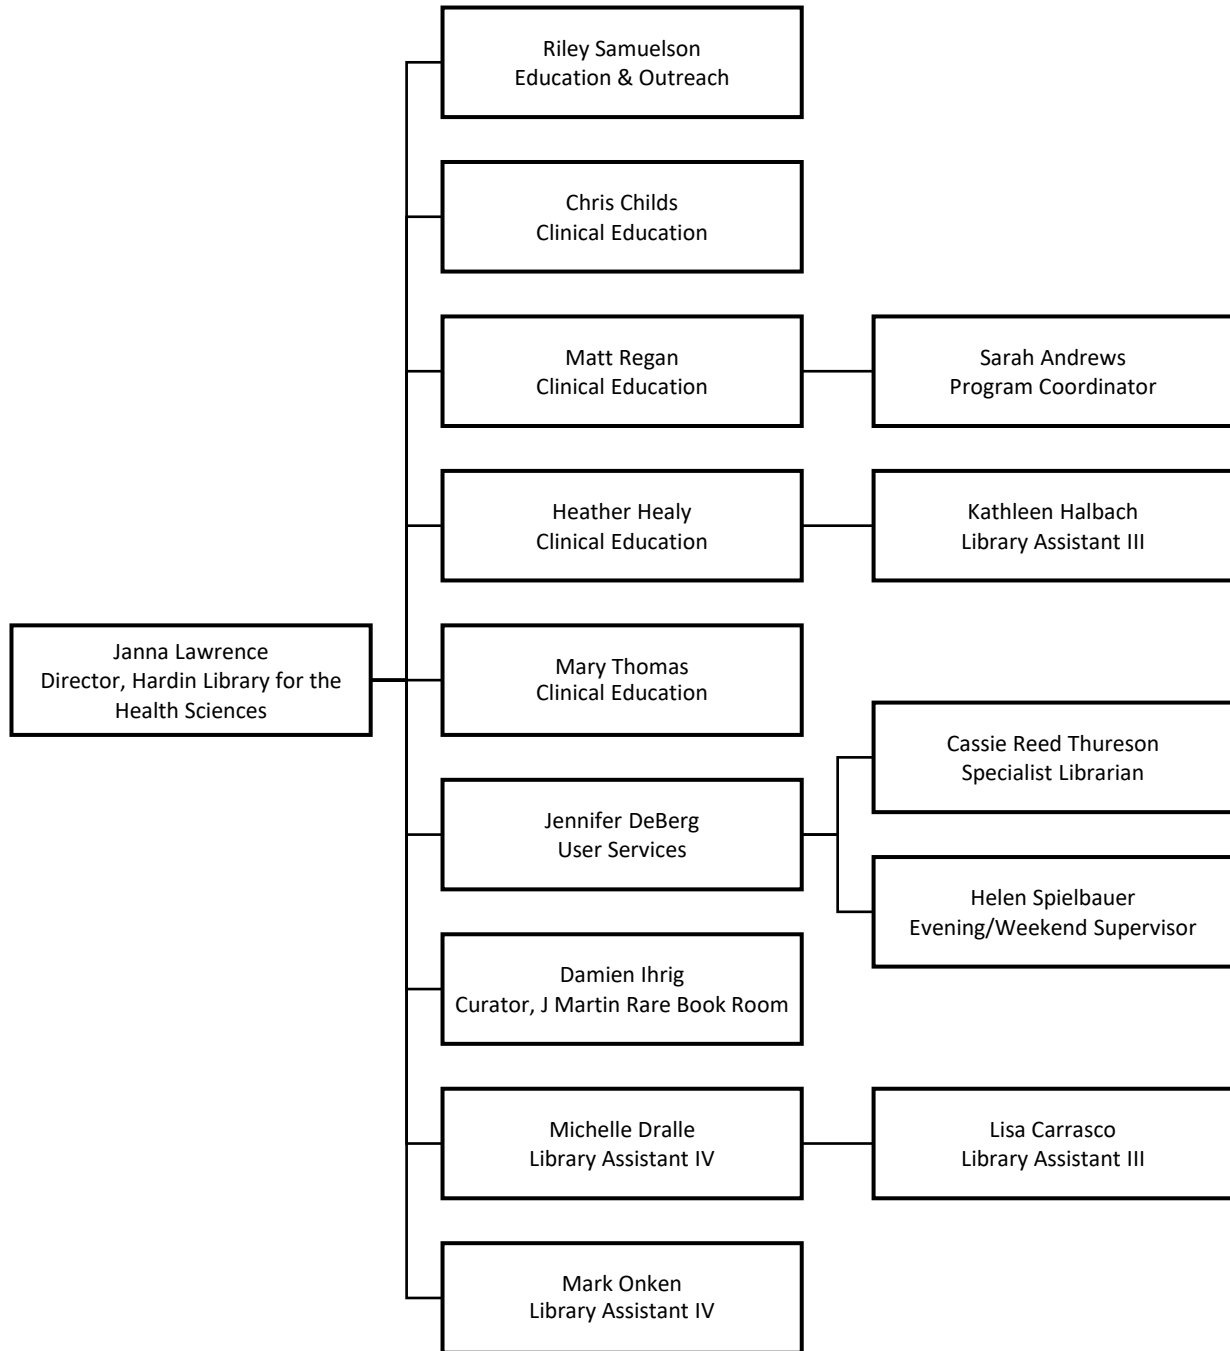 Riley Samuelson
Education & Outreach
Chris Childs
Clinical Education
Matt Regan
Clinical Education
Sarah Andrews
Program Coordinator
Heather Healy
Clinical Education
Kathleen Halbach
Library Assistant III
Janna Lawrence
Director, Hardin Library for the
Health Sciences
Mary Thomas
Clinical Education
Cassie Reed Thureson
Specialist Librarian
Jennifer DeBerg
User Services
Helen Spielbauer
Evening/Weekend Supervisor
Damien Ihrig
Curator, J Martin Rare Book Room
Michelle Dralle
Library Assistant IV
Lisa Carrasco
Library Assistant III
Mark Onken
Library Assistant IV